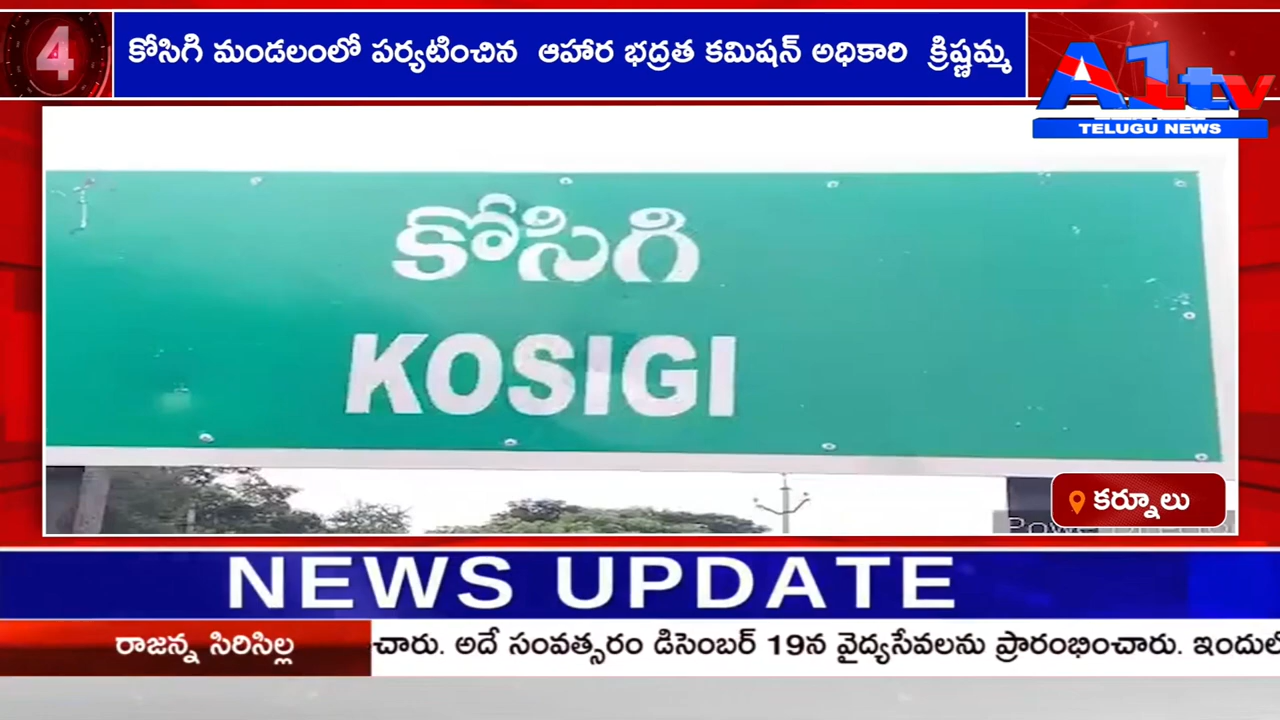 4
కోసిగి మండలంలో పర్యటించిన ఆహార భద్రత కమిషన్ అధికారి క్రిష్ణమ్మ
A1tv
TELUGU NEWS
కోసిగి
KOSIGI
కర్నూలు
NEWS UPDATE
రాజన్న సిరిసిల్ల
చారు. అదే సంవత్సరం డిసెంబర్ 19న వైద్యసేవలను ప్రారంభించారు. ఇందులో